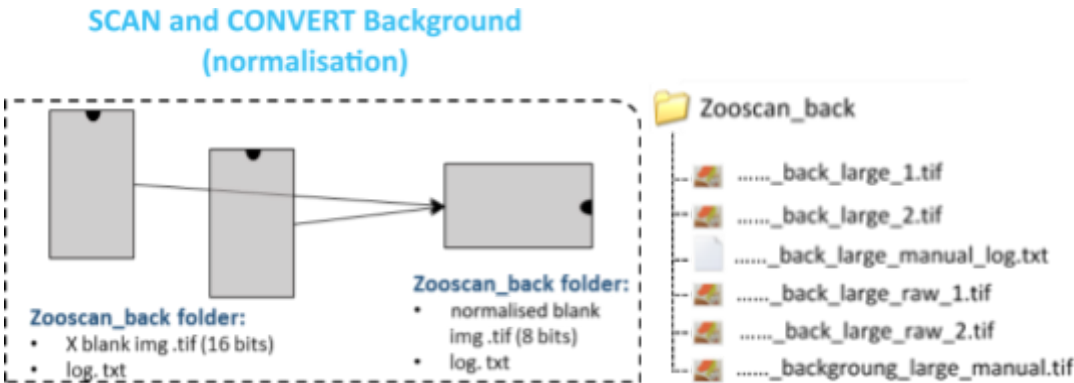 SCAN and CONVERT Background
(normalisation)
Zooscan_back folder:
• X blank img .tif (16 bits)
• log. txt
Zooscan_back folder:
• normalised blank
img .tif (8 bits)
• log. txt
Zooscan_back
......_back_large_1.tif
......_back_large_2.tif
......_back_large_manual_log.txt
......_back_large_raw_1.tif
......_back_large_raw_2.tif
......_backgroung_large_manual.tif